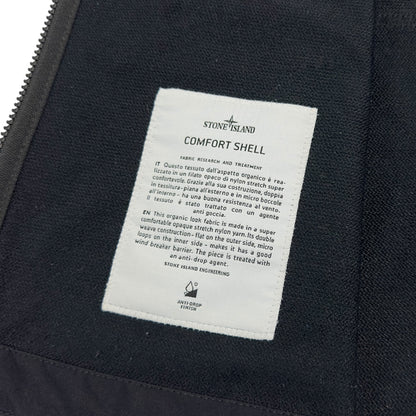 STONE ISLAND
COMFORT SHELL
FABRIC RESEARCH AND TREATMENT
IT Questo tessuto dall'aspetto organico è rea-
lizzato in un filato opaco di nylon stretch super
confortevole. Grazie alla sua costruzione, doppia
in tessitura - piana all'esterno e in micro boccole
all'interno - ha una buona resistenza al vento.
Il tessuto è stato trattato con un agente
anti goccia.
EN This organic look fabric is made in a super
comfortable opaque stretch nylon yarn. Its double
weave construction - flat on the outer side, micro
loops on the inner side - makes it has a good
wind breaker barrier. The piece is treated with
an anti-drop agent.
STONE ISLAND ENGINEERING
ANTI-DROP
FINISH